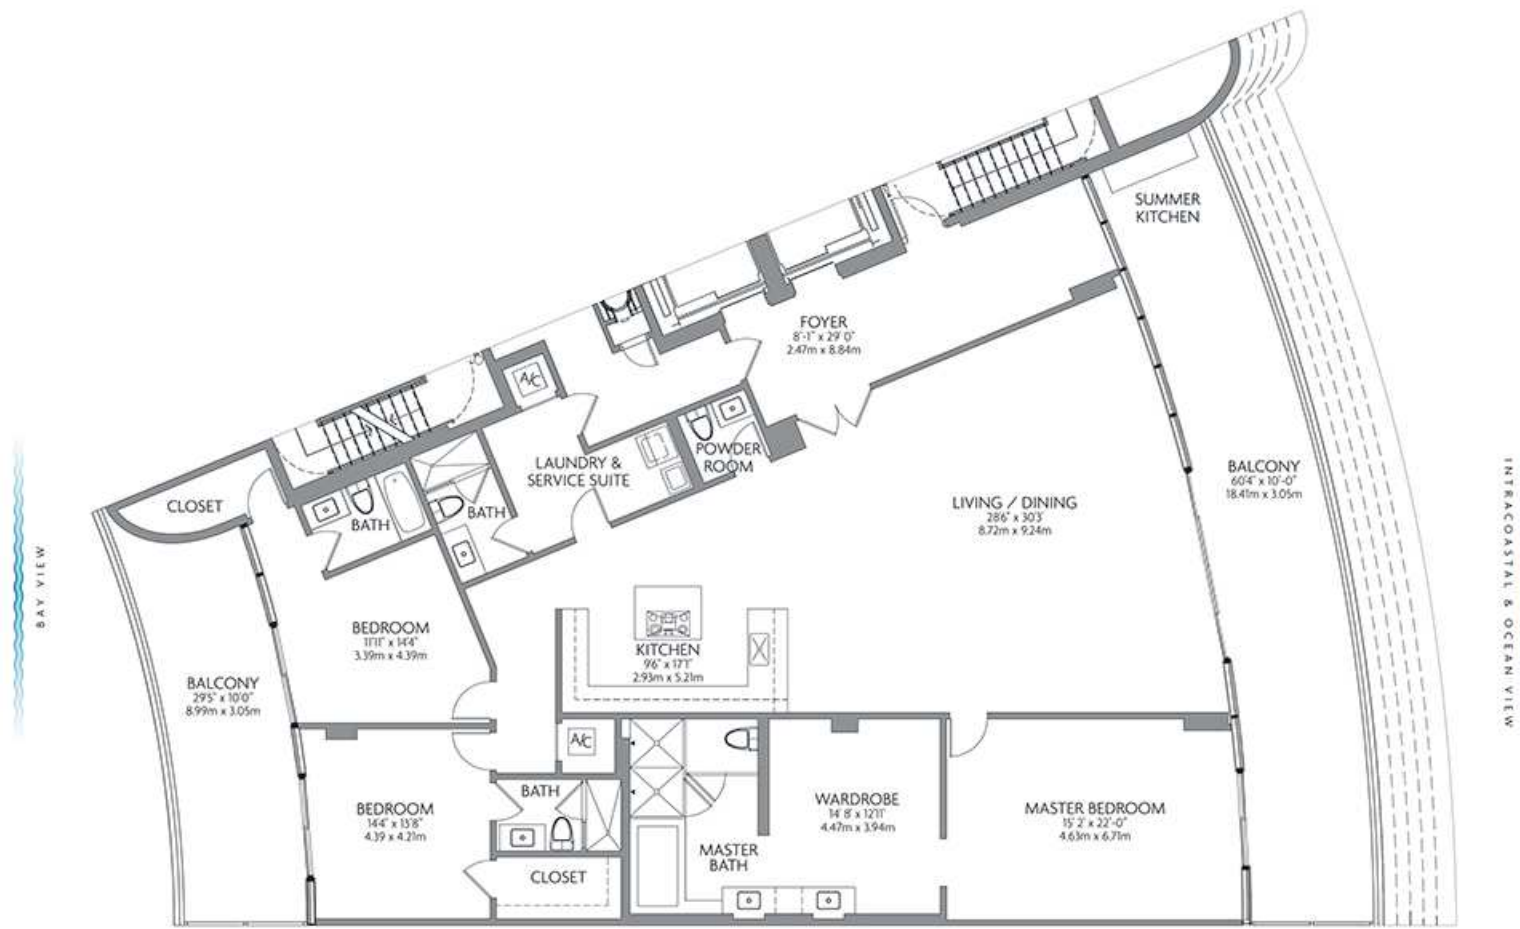 SUMMER
KITCHEN
FOYER
8'-1" x 29' 0"
2.47m x 8.84m
A/C
POWDER
ROOM
LAUNDRY &
SERVICE SUITE
BALCONY
60'4" x 10'-0"
18.41m x 3.05m
LIVING / DINING
28'6" x 30'3"
8.72m x 9.24m
CLOSET
BATH
BATH
BEDROOM
11'11" x 14'4"
3.39m x 4.39m
KITCHEN
9'6" x 17'1"
2.93m x 5.21m
BALCONY
29'5" x 10'0"
8.99m x 3.05m
A/C
BATH
BEDROOM
14'4" x 13'8"
4.39 x 4.21m
WARDROBE
14' 8" x 12'11"
4.47m x 3.94m
MASTER BEDROOM
15' 2" x 22'-0"
4.63m x 6.71m
MASTER
BATH
CLOSET
BAY VIEW
INTRACOASTAL & OCEAN VIEW